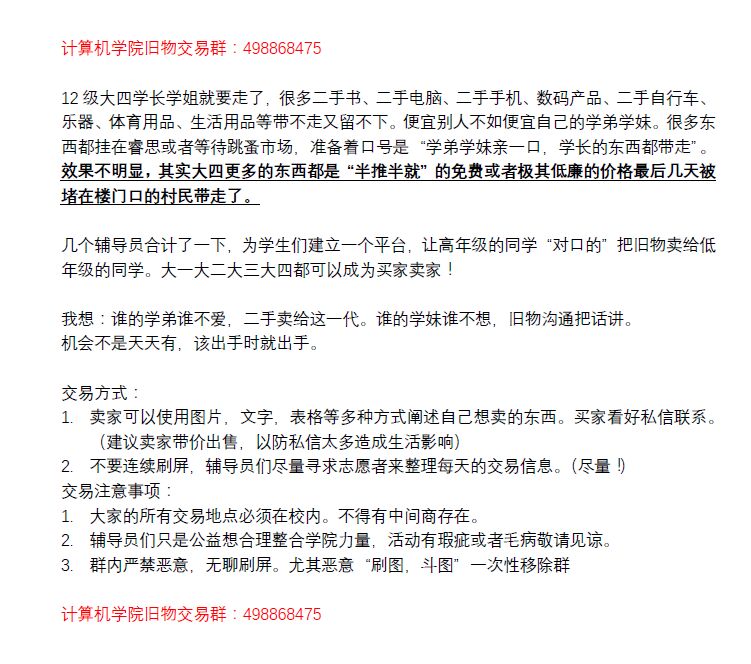 计算机学院旧物交易群：498868475
12 级大四学长学姐就要走了，很多二手书、二手电脑、二手手机、数码产品、二手自行车、
乐器、体育用品、生活用品等带不走又留不下。便宜别人不如便宜自己的学弟学妹。很多东
西都挂在睿思或者等待跳蚤市场，准备着口号是 “学弟学妹亲一口，学长的东西都带走”。
效果不明显，其实大四更多的东西都是 “半推半就” 的免费或者极其低廉的价格最后几天被
堵在楼门口的村民带走了。
几个辅导员合计了一下，为学生们建立一个平台，让高年级的同学 “对口的” 把旧物卖给低
年级的同学。大一大二大三大四都可以成为买家卖家！
我想：谁的学弟谁不爱，二手卖给这一代。谁的学妹谁不想，旧物沟通把话讲。
机会不是天天有，该出手时就出手。
交易方式：
1. 卖家可以使用图片，文字，表格等多种方式阐述自己想卖的东西。买家看好私信联系。
（建议卖家带价出售，以防私信太多造成生活影响）
2. 不要连续刷屏，辅导员们尽量寻求志愿者来整理每天的交易信息。（尽量！）
交易注意事项：
1. 大家的所有交易地点必须在校内。不得有中间商存在。
2. 辅导员们只是公益想合理整合学院力量，活动有瑕疵或者毛病敬请见谅。
3. 群内严禁恶意，无聊刷屏。尤其恶意 “刷图，斗图” 一次性移除群
计算机学院旧物交易群：498868475